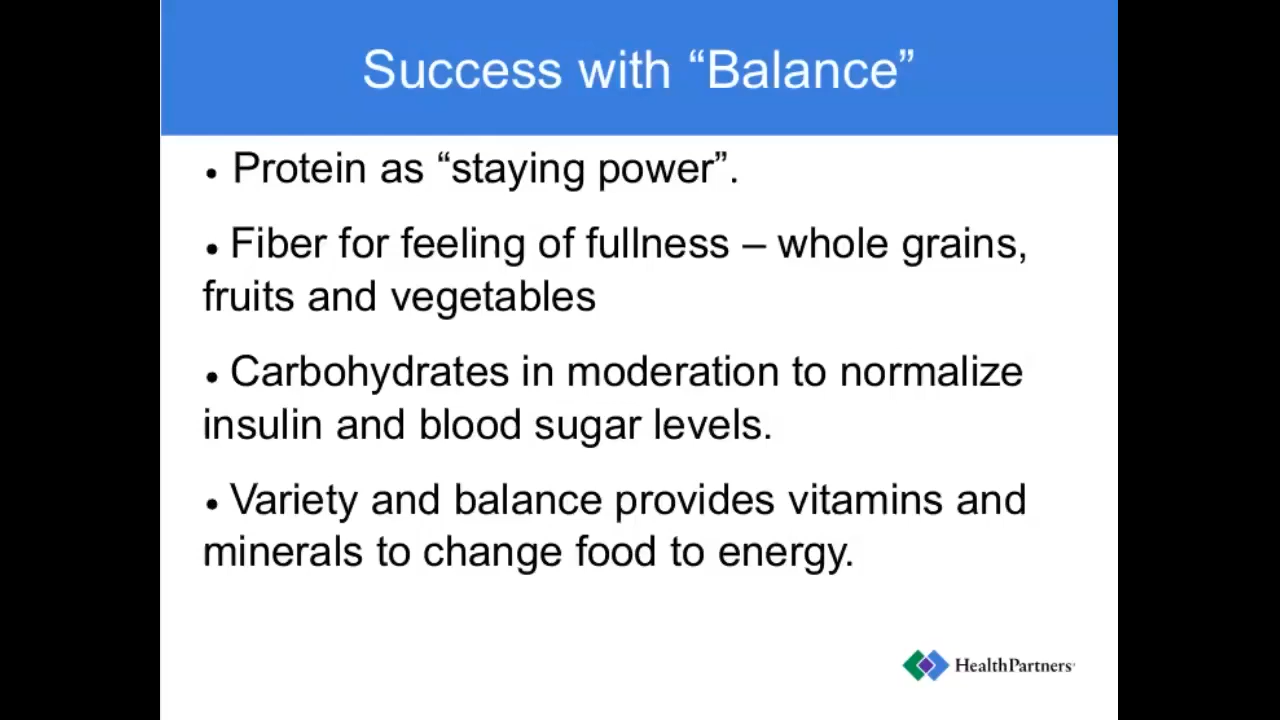 Success with “Balance”
• Protein as “staying power”.
• Fiber for feeling of fullness – whole grains,
fruits and vegetables
• Carbohydrates in moderation to normalize
insulin and blood sugar levels.
• Variety and balance provides vitamins and
minerals to change food to energy.
HealthPartners